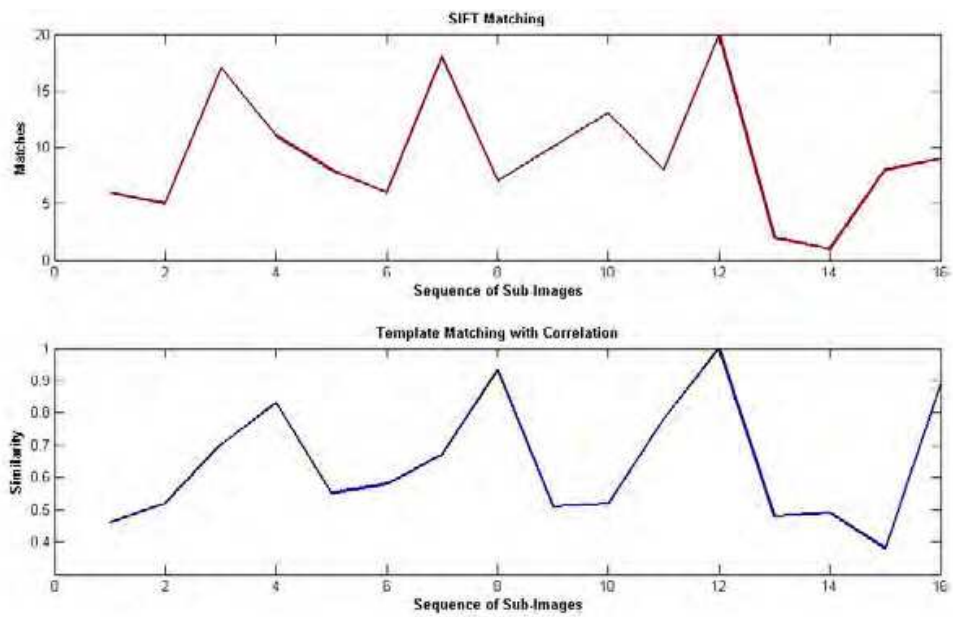 SIFT Matching
20
15
10
5
0
Matches
0 2 4 6 8 10 12 14 16
Sequence of Sub-Images
Template Matching with Correlation
1
0.9
0.8
0.7
0.6
0.5
0.4
Similarity
0 2 4 6 8 10 12 14 16
Sequence of Sub-Images